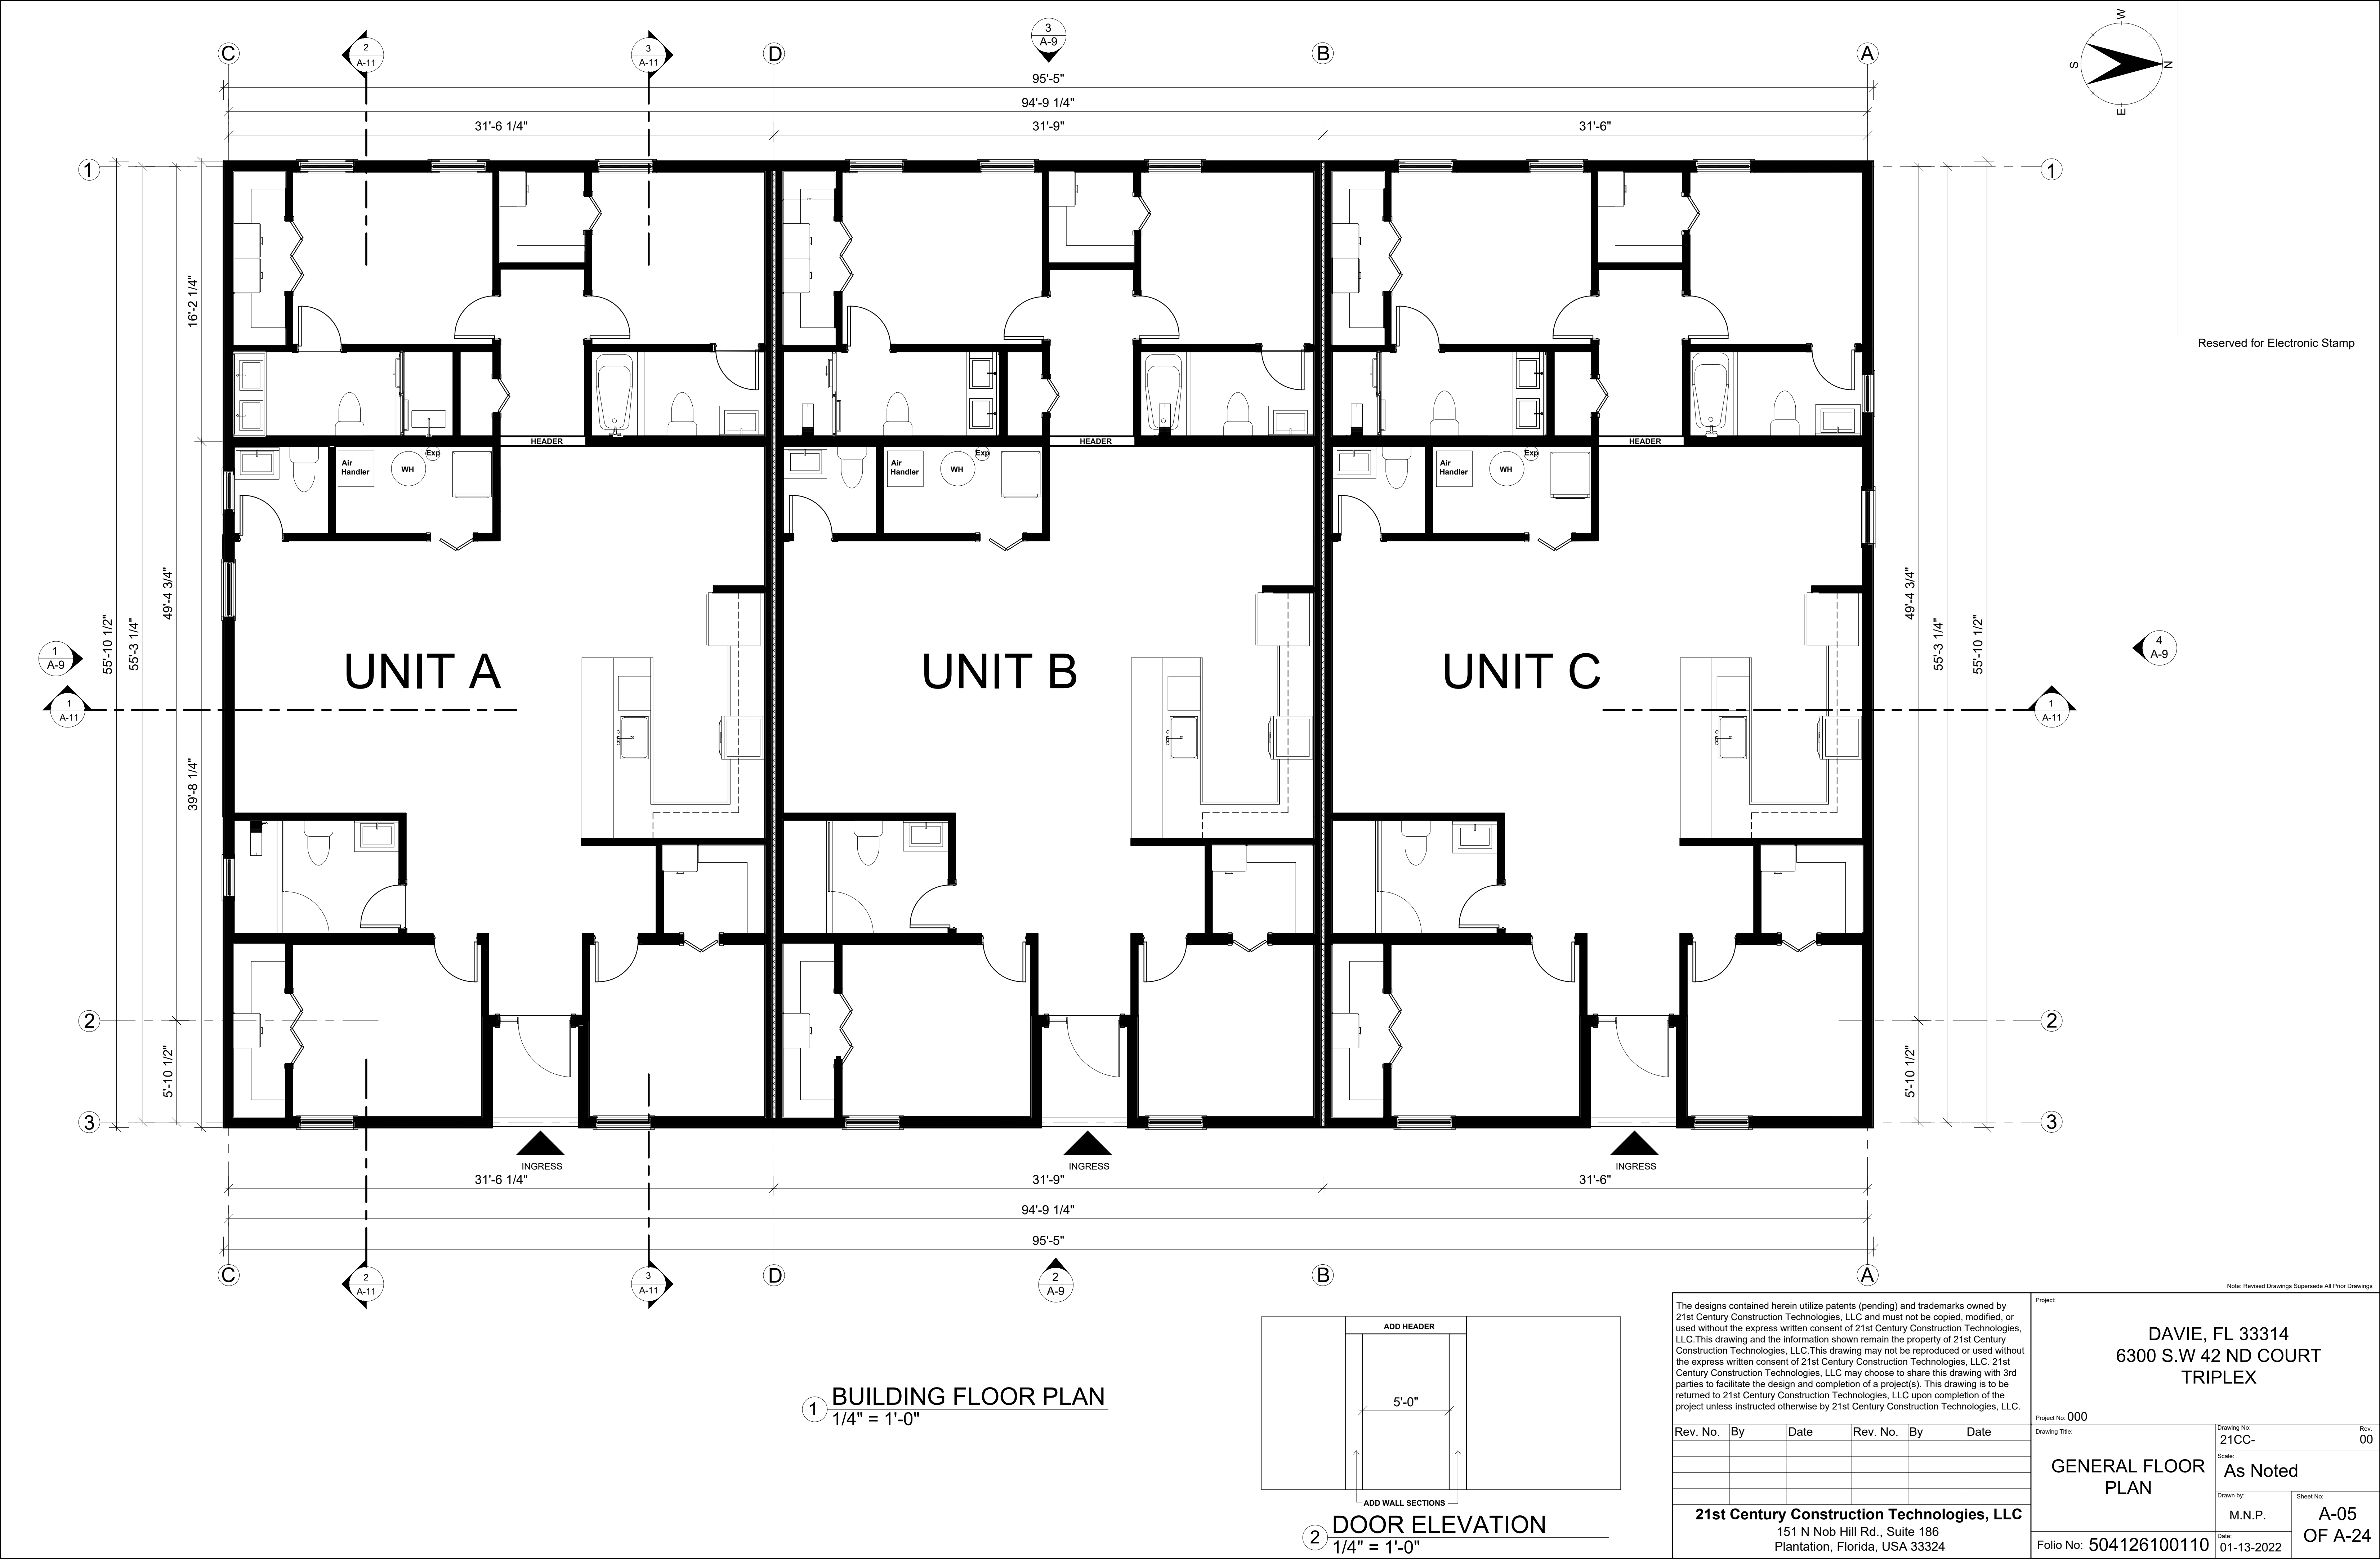 W
S
N
E
Reserved for Electronic Stamp
C
2
A-11
3
A-11
D
3
A-9
B
A
95'-5"
94'-9 1/4"
31'-6 1/4"
31'-9"
31'-6"
1
1
16'-2 1/4"
49'-4 3/4"
55'-3 1/4"
55'-10 1/2"
39'-8 1/4"
5'-10 1/2"
49'-4 3/4"
55'-3 1/4"
55'-10 1/2"
5'-10 1/2"
HEADER
HEADER
HEADER
Air
Handler
WH
Exp
Air
Handler
WH
Exp
Air
Handler
WH
Exp
UNIT A
UNIT B
UNIT C
1
A-9
1
A-11
4
A-9
1
A-11
2
2
3
3
INGRESS
INGRESS
INGRESS
31'-6 1/4"
31'-9"
31'-6"
94'-9 1/4"
95'-5"
C
2
A-11
3
A-11
D
2
A-9
B
A
1
BUILDING FLOOR PLAN
1/4" = 1'-0"
ADD HEADER
5'-0"
ADD WALL SECTIONS
2
DOOR ELEVATION
1/4" = 1'-0"
Note: Revised Drawings Supersede All Prior Drawings
The designs contained herein utilize patents (pending) and trademarks owned by
21st Century Construction Technologies, LLC and must not be copied, modified, or
used without the express written consent of 21st Century Construction Technologies,
LLC.This drawing and the information shown remain the property of 21st Century
Construction Technologies, LLC.This drawing may not be reproduced or used without
the express written consent of 21st Century Construction Technologies, LLC. 21st
Century Construction Technologies, LLC may choose to share this drawing with 3rd
parties to facilitate the design and completion of a project(s). This drawing is to be
returned to 21st Century Construction Technologies, LLC upon completion of the
project unless instructed otherwise by 21st Century Construction Technologies, LLC.
Rev. No. By Date Rev. No. By Date
21st Century Construction Technologies, LLC
151 N Nob Hill Rd., Suite 186
Plantation, Florida, USA 33324
Project:
DAVIE, FL 33314
6300 S.W 42 ND COURT
TRIPLEX
Project No: 000
Drawing Title:
GENERAL FLOOR
PLAN
Folio No: 504126100110
Drawing No: Rev.
21CC- 00
Scale:
As Noted
Drawn by:
M.N.P.
Date:
01-13-2022
Sheet No:
A-05
OF A-24